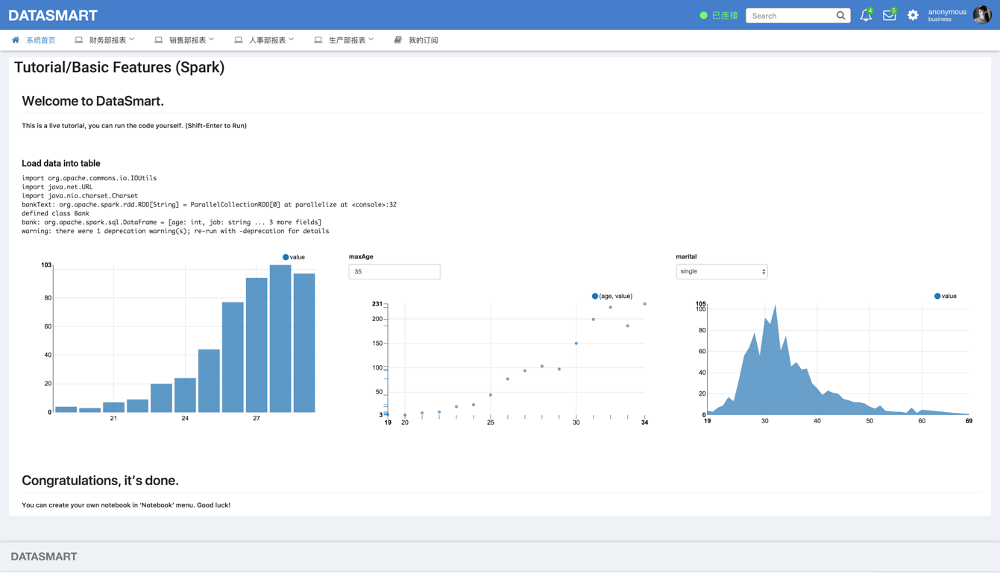 DATASMART
已连接
Search
4
5
anonymous
business
系统首页
财务部报表
销售部报表
人事部报表
生产部报表
我的订阅
Tutorial/Basic Features (Spark)
Welcome to DataSmart.
This is a live tutorial, you can run the code yourself. (Shift-Enter to Run)
Load data into table
import org.apache.commons.io.IOUtils
import java.net.URL
import java.nio.charset.Charset
bankText: org.apache.spark.rdd.RDD[String] = ParallelCollectionRDD[0] at parallelize at <console>:32
defined class Bank
bank: org.apache.spark.sql.DataFrame = [age: int, job: string ... 3 more fields]
warning: there were 1 deprecation warning(s); re-run with -deprecation for details
value
103
80
60
40
20
0
21
24
27
maxAge
35
(age, value)
231
200
150
100
50
3
19
20
25
30
34
marital
single
value
105
100
80
60
40
20
0
19
30
40
50
60
69
Congratulations, it’s done.
You can create your own notebook in ‘Notebook’ menu. Good luck!
DATASMART